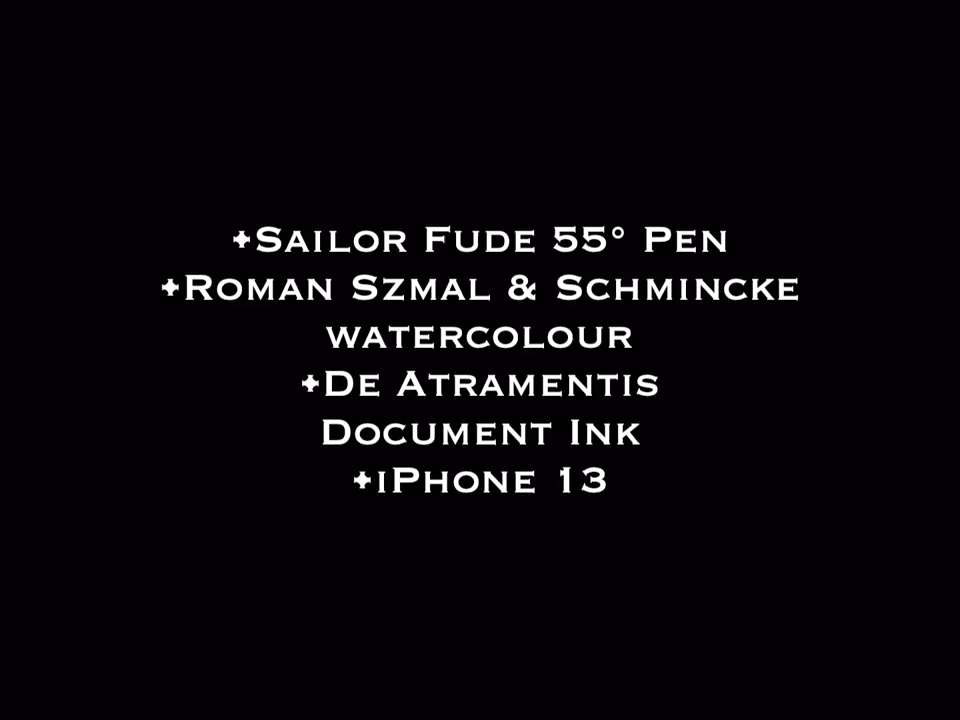 +Sailor Fude 55° Pen
+Roman Szmal & Schmincke
watercolour
+De Atramentis
Document Ink
+iPhone 13